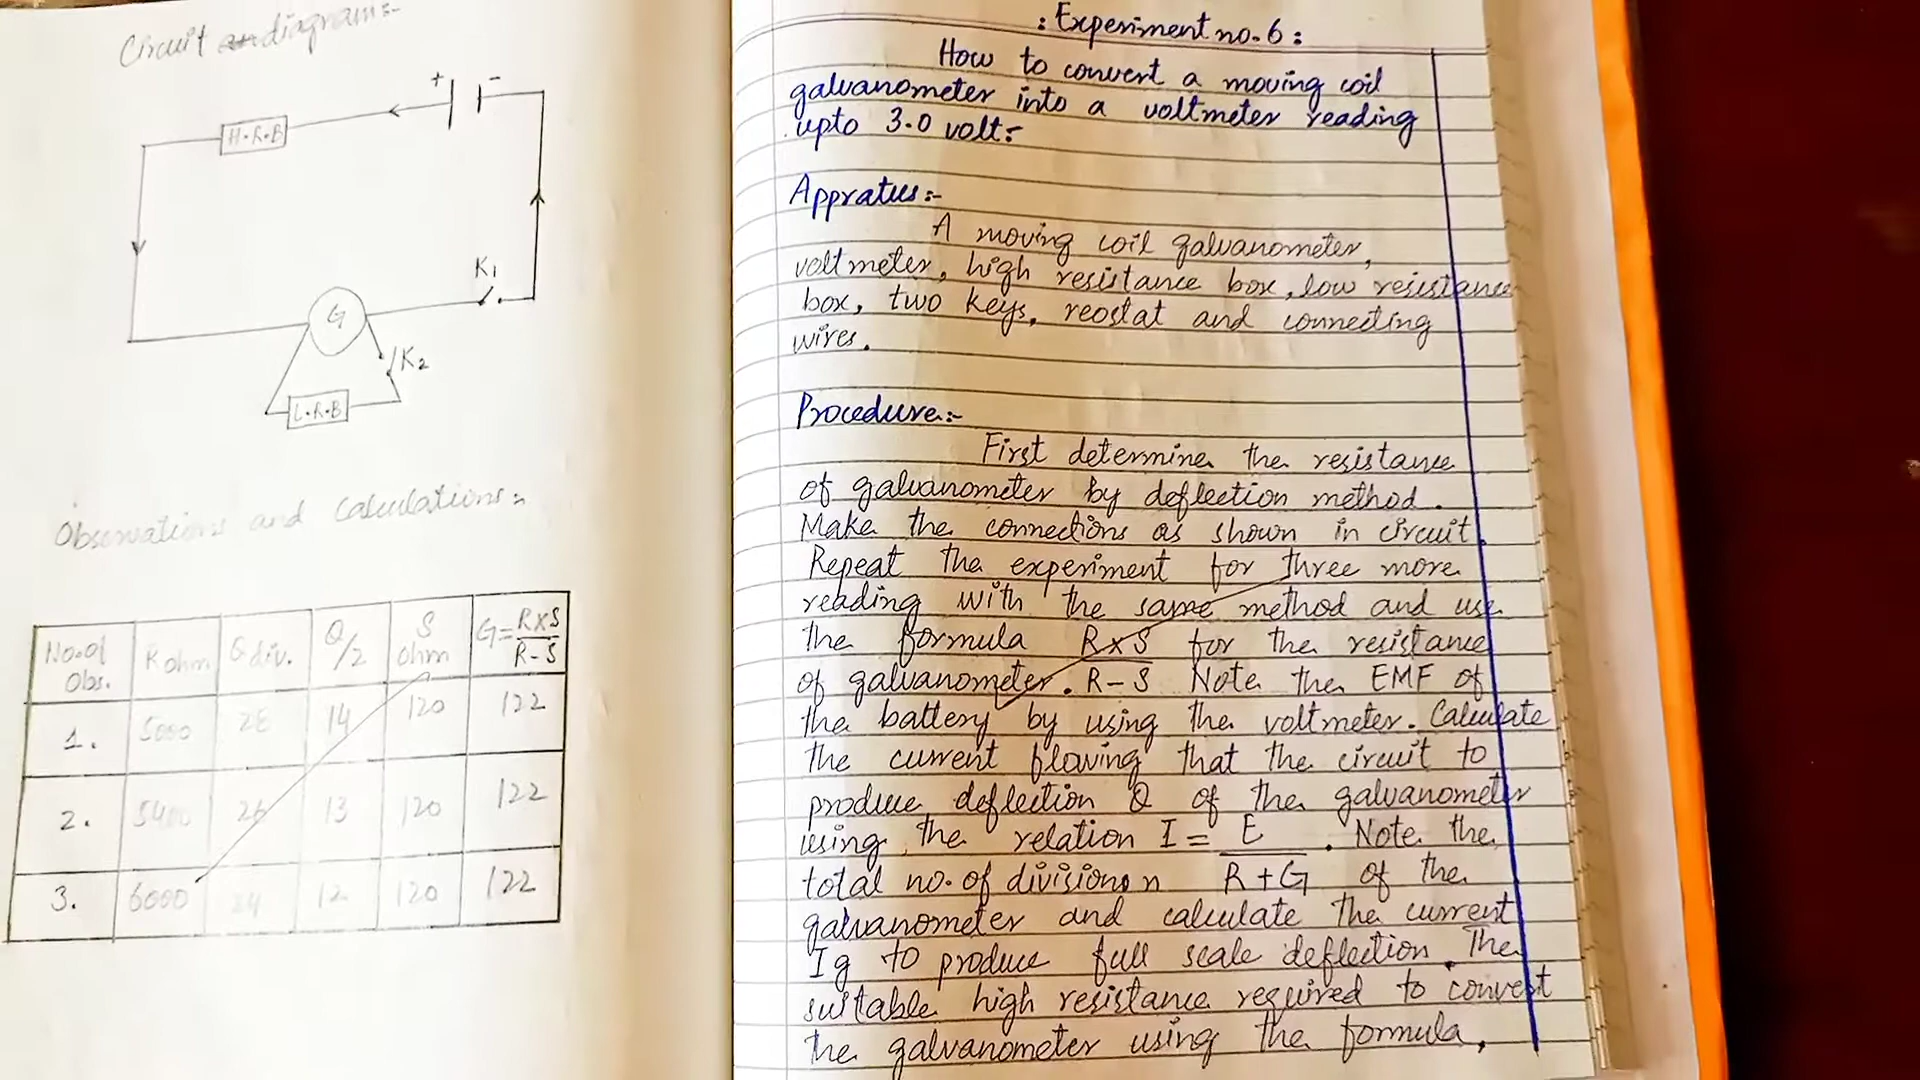 Circuit diagram:-
+ -
H.R.B
K1
G
K2
L.R.B
Observations and Calculations:-
No. of Obs. R ohm Q div. Q/2 S ohm G=RxS/R-S
1. 5000 28 14 120 122
2. 5400 26 13 120 122
3. 6000 24 12 120 122
: Experiment no. 6 :
How to convert a moving coil
galvanometer into a voltmeter reading
upto 3.0 volt:-
Appratus:-
A moving coil galvanometer,
voltmeter, high resistance box, low resistance
box, two keys, reostat and connecting
wires.
Procedure:-
First determine the resistance
of galvanometer by deflection method.
Make the connections as shown in circuit.
Repeat the experiment for three more
reading with the same method and use
the formula RxS for the resistance
of galvanometer. R-S Note the EMF of
the battery by using the voltmeter. Calculate
the current flowing that the circuit to
produce deflection Q of the galvanometer
using the relation I = E . Note the
total no. of division n R+G of the
galvanometer and calculate the current
Ig to produce full scale deflection. The
suitable high resistance required to convert
the galvanometer using the formula,